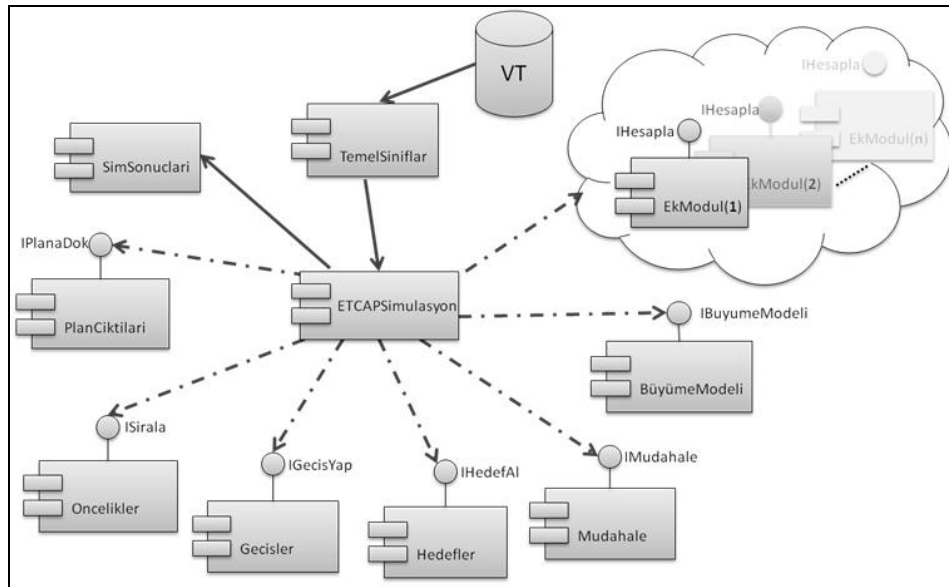 VT
IHesapla
IHesapla
IHesapla
EkModul(n)
EkModul(2)
EkModul(1)
SimSonuclari
TemelSiniflar
IPlanaDok
PlanCiktilari
ETCAPSimulasyon
IBuyumeModeli
BüyümeModeli
ISirala
Oncelikler
IGecisYap
Gecisler
IHedefAl
Hedefler
IMudahale
Mudahale